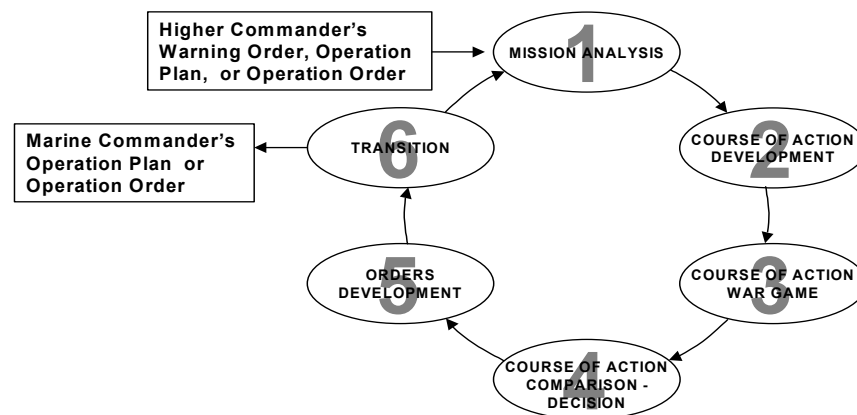 Higher Commander's
Warning Order, Operation
Plan, or Operation Order
1
MISSION ANALYSIS
2
COURSE OF ACTION
DEVELOPMENT
3
COURSE OF ACTION
WAR GAME
4
COURSE OF ACTION
COMPARISON -
DECISION
5
ORDERS
DEVELOPMENT
6
TRANSITION
Marine Commander's
Operation Plan or
Operation Order